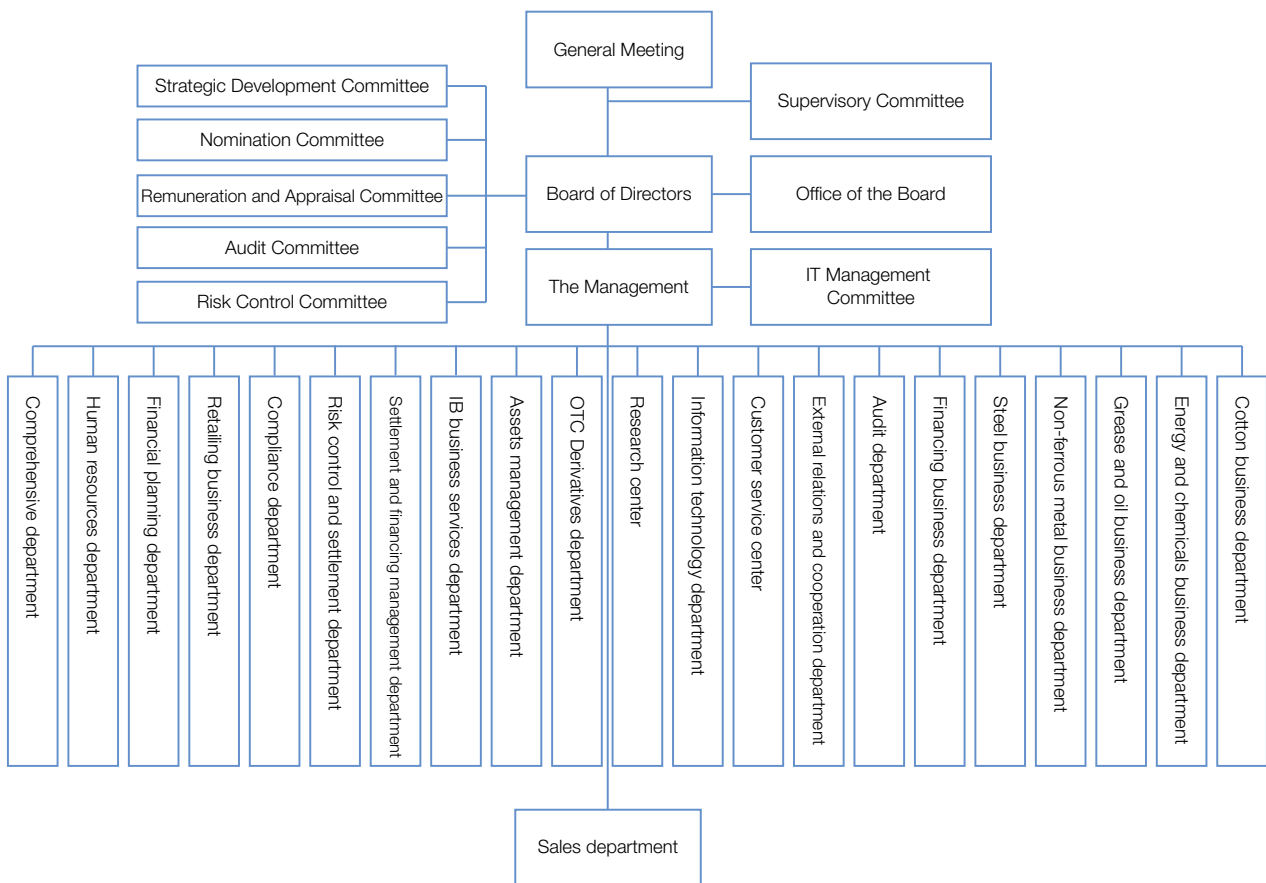 General Meeting
Strategic Development Committee
Supervisory Committee
Nomination Committee
Remuneration and Appraisal Committee
Board of Directors
Office of the Board
Audit Committee
The Management
IT Management
Committee
Risk Control Committee
Comprehensive department
Human resources department
Financial planning department
Retailing business department
Compliance department
Risk control and settlement department
Settlement and financing management department
IB business services department
Assets management department
OTC Derivatives department
Research center
Information technology department
Customer service center
External relations and cooperation department
Audit department
Financing business department
Steel business department
Non-ferrous metal business department
Grease and oil business department
Energy and chemicals business department
Cotton business department
Sales department